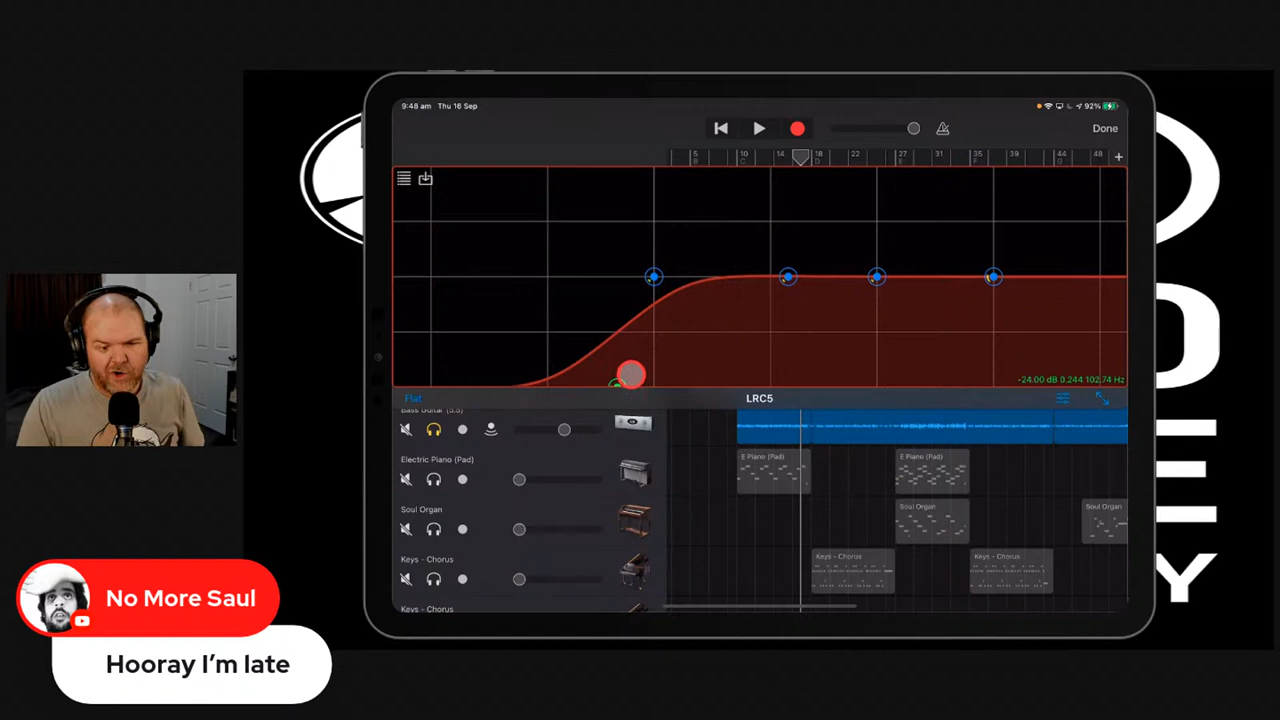 9:48 am Thu 16 Sep
92%
Done
5 10 14 18 22 27 31 35 39 44 48
B C D E F G
-24.00 dB 0.244 102.74 Hz
Flat
LRC5
Bass Guitar (5.5)
Electric Piano (Pad)
E Piano (Pad)
E Piano (Pad)
Soul Organ
Soul Organ
Soul Organ
Keys - Chorus
Keys - Chorus
Keys - Chorus
Keys - Chorus
E
Y
No More Saul
Hooray I’m late